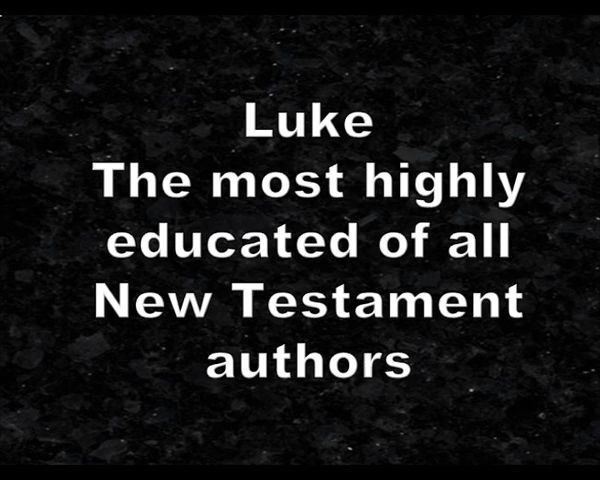 Luke
The most highly
educated of all
New Testament
authors